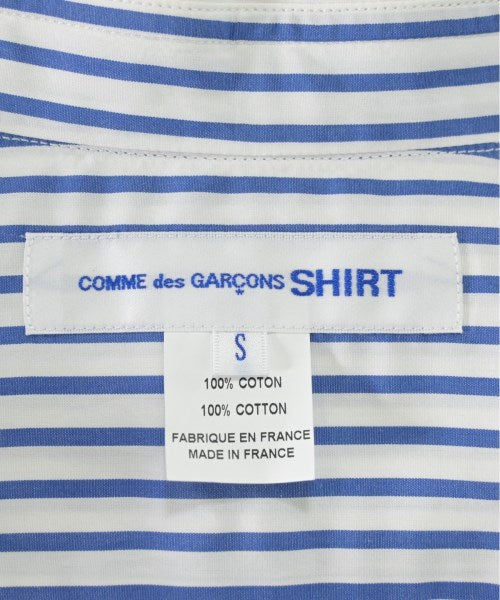 COMME des GARÇONS SHIRT
S
100% COTON
100% COTTON
FABRIQUE EN FRANCE
MADE IN FRANCE